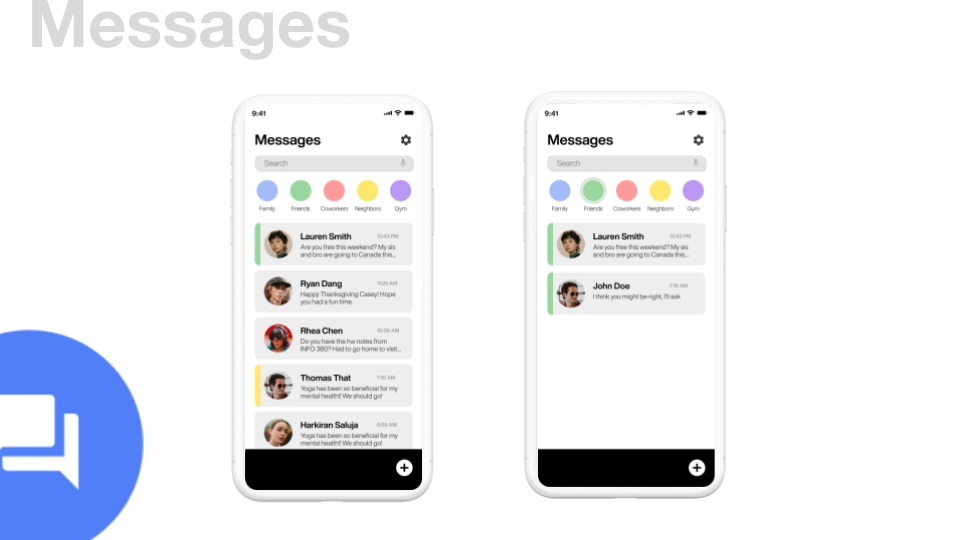 Messages
9:41
Messages
Search
Family Friends Coworkers Neighbors Gym
Lauren Smith 10:43 PM
Are you free this weekend? My sis
and bro are going to Canada this...
Ryan Dang 11:25 AM
Happy Thanksgiving Casey! Hope
you had a fun time.
Rhea Chen 10:06 AM
Do you have the hw notes from
INFO 380? Had to go home to visit...
Thomas That 7:10 AM
Yoga has been so beneficial for my
mental health!! We should go!
Harkiran Saluja
Yoga has been so beneficial for my
mental health!! We should go!
9:41
Messages
Search
Family Friends Coworkers Neighbors Gym
Lauren Smith 10:43 PM
Are you free this weekend? My sis
and bro are going to Canada this...
John Doe 7:10 AM
I think you might be right, I'll ask